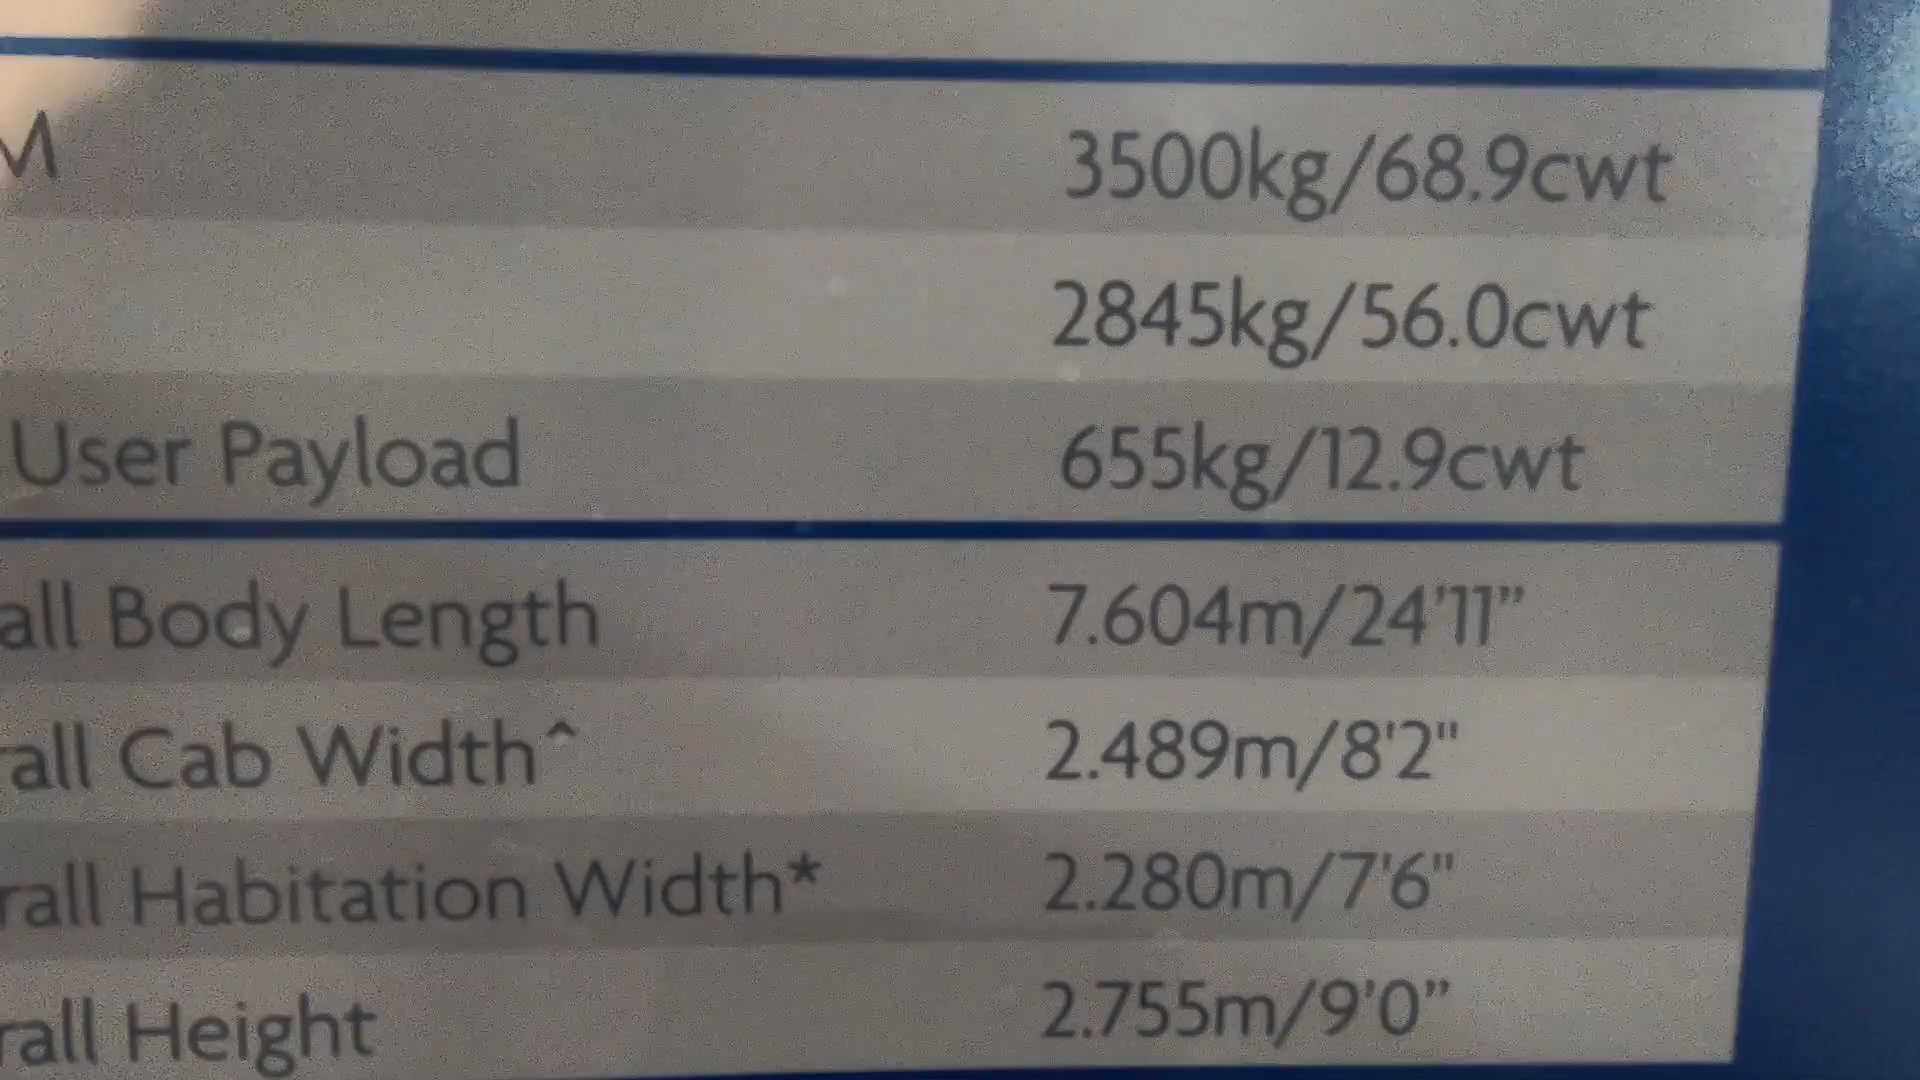 M 3500kg/68.9cwt
2845kg/56.0cwt
User Payload 655kg/12.9cwt
all Body Length 7.604m/24'11”
rall Cab Width^ 2.489m/8'2"
rall Habitation Width* 2.280m/7'6"
rall Height 2.755m/9'0”